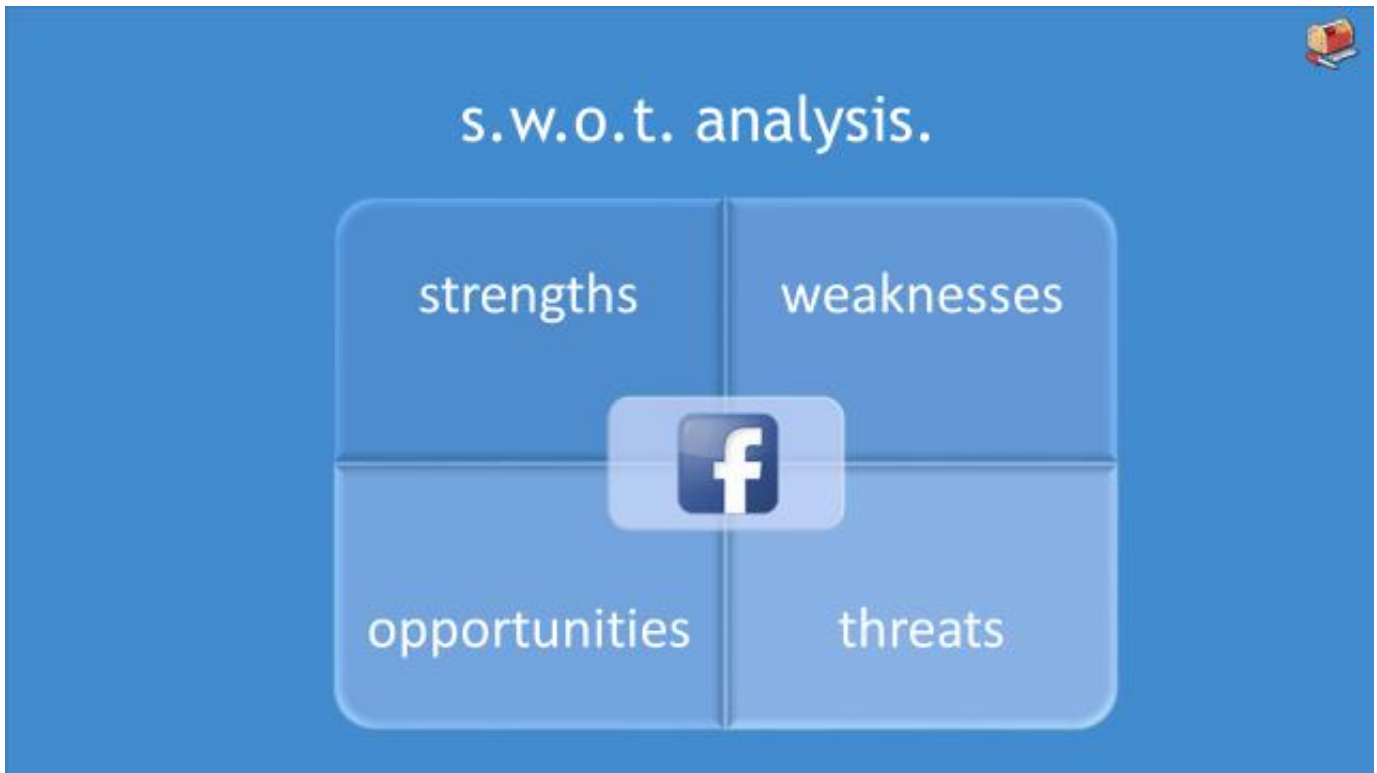 s.w.o.t. analysis.
strengths weaknesses
f
opportunities threats